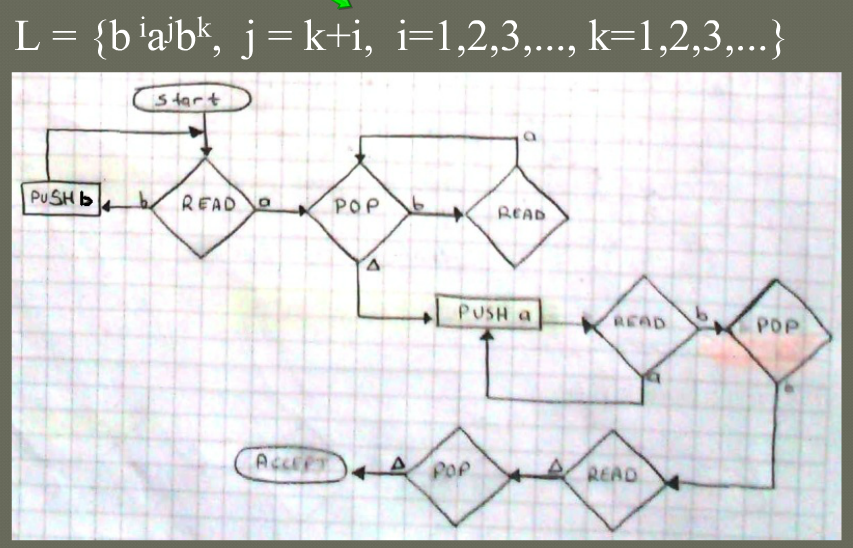 L = {b ⁱaʲbᵏ, j = k+i, i=1,2,3,..., k=1,2,3,...}
start
a
PUSH b
b
READ
a
POP
b
READ
Δ
PUSH a
READ
b
POP
a
ACCEPT
Δ
POP
Δ
READ